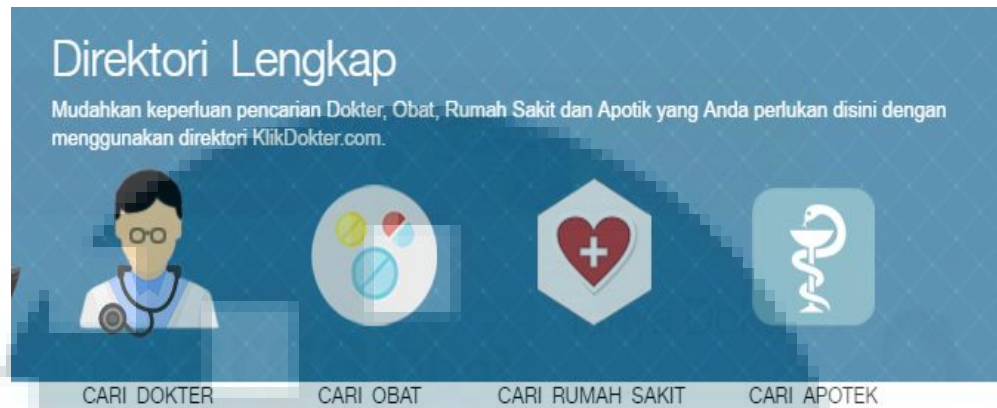 Direktori Lengkap
Mudahkan keperluan pencarian Dokter, Obat, Rumah Sakit dan Apotik yang Anda perlukan disini dengan
menggunakan direktori KlikDokter.com.
CARI DOKTER CARI OBAT CARI RUMAH SAKIT CARI APOTEK